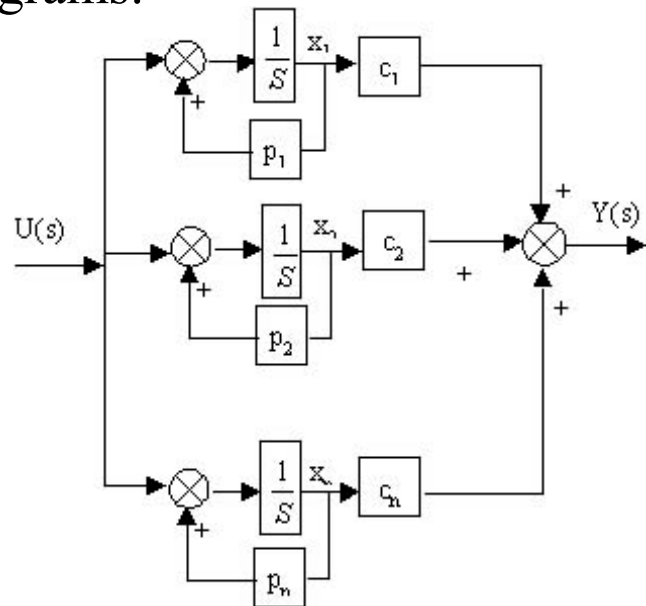 grams.
x₁
1
S
c₁
+
p₁
+
U(s)
Y(s)
1
S
c₂
+
+
p₂
+
1
S
cₙ
+
pₙ